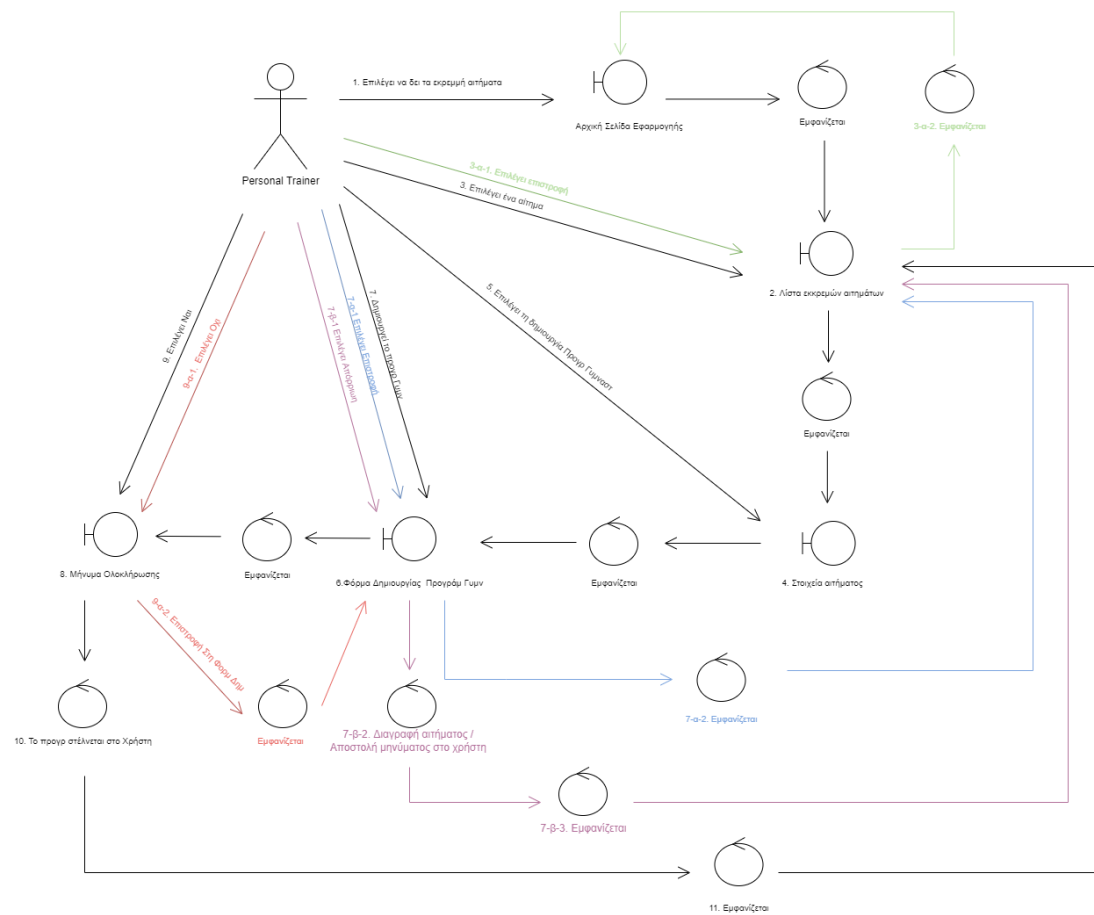 1. Επιλέγει να δει τα εκρεμμή αιτήματα
Αρχική Σελίδα Εφαρμογηής
Εμφανίζεται
3-α-2. Εμφανίζεται
Personal Trainer
3-α-1. Επιλέγει επιστροφή
3. Επιλέγει ένα αίτημα
2. Λίστα εκκρεμών αιτημάτων
5. Επιλέγει τη δημιουργία Προγρ Γυμναστ
7. Δημιουργεί το προγρ Γυμν
7-α-1 Επιλέγει Επιστροφή
7-β-1 Επιλέγει Απόρριωη
9. Επιλέγει Ναι
9-α-1. Επιλέγει Οχι
Εμφανίζεται
8. Μήνυμα Ολοκλήρωσης
Εμφανίζεται
6.Φόρμα Δημιουργίας Προγράμ Γυμν
Εμφανίζεται
4. Στοιχεία αιτήματος
9-α-2. Επιστροφή Στη Φορμ Δημ
10. Το προγρ στέλνεται στο Χρήστη
Εμφανίζεται
7-β-2. Διαγραφή αιτήματος /
Αποστολή μηνύματος στο χρήστη
7-α-2. Εμφανίζεται
7-β-3. Εμφανίζεται
11. Εμφανίζεται